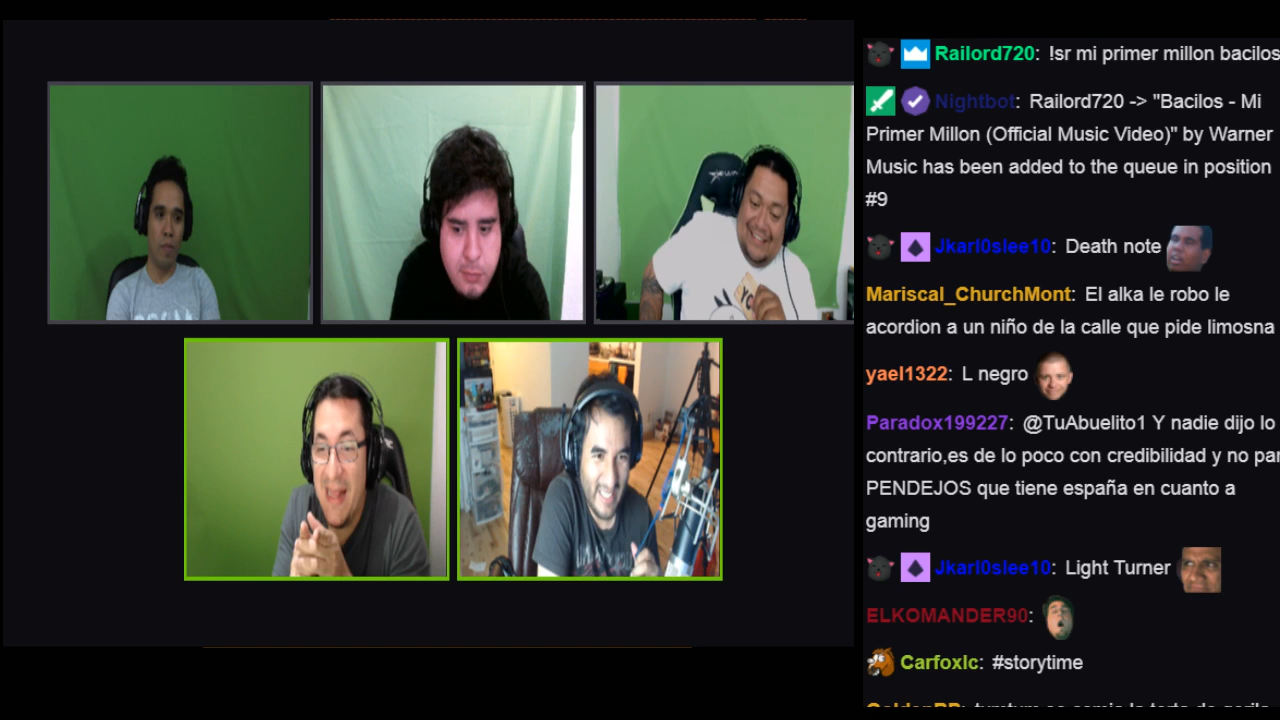 Railord720: !sr mi primer millon bacilos
Nightbot: Railord720 -> "Bacilos - Mi
Primer Millon (Official Music Video)" by Warner
Music has been added to the queue in position
#9
Jkarl0slee10: Death note
Mariscal_ChurchMont: El alka le robo le
acordion a un niño de la calle que pide limosna
yael1322: L negro
Paradox199227: @TuAbuelito1 Y nadie dijo lo
contrario,es de lo poco con credibilidad y no par
PENDEJOS que tiene españa en cuanto a
gaming
Jkarl0slee10: Light Turner
ELKOMANDER90:
Carfoxlc: #storytime